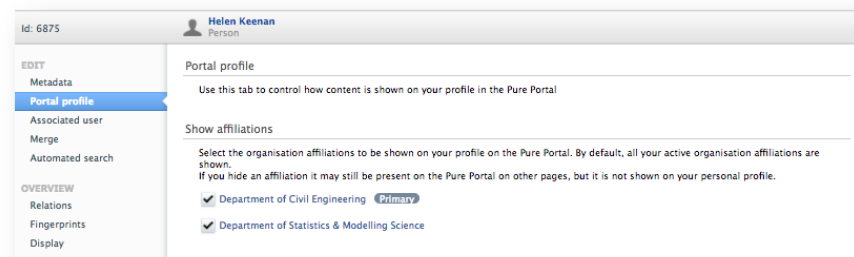 Id: 6875
Helen Keenan
Person
EDIT
Metadata
Portal profile
Associated user
Merge
Automated search
OVERVIEW
Relations
Fingerprints
Display
Portal profile
Use this tab to control how content is shown on your profile in the Pure Portal
Show affiliations
Select the organisation affiliations to be shown on your profile on the Pure Portal. By default, all your active organisation affiliations are
shown.
If you hide an affiliation it may still be present on the Pure Portal on other pages, but it is not shown on your personal profile.
Department of Civil Engineering Primary
Department of Statistics & Modelling Science